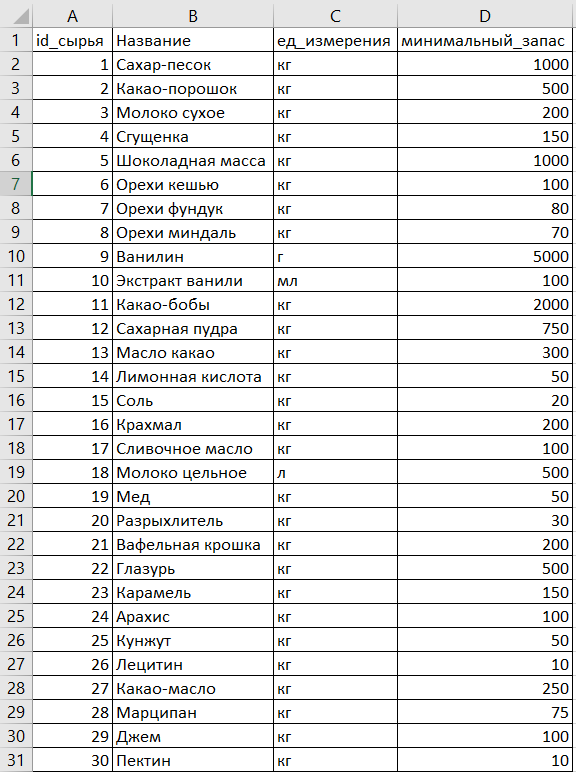 A B C D
1 id_сырья Название ед_измерения минимальный_запас
2 1 Сахар-песок кг 1000
3 2 Какао-порошок кг 500
4 3 Молоко сухое кг 200
5 4 Сгущенка кг 150
6 5 Шоколадная масса кг 1000
7 6 Орехи кешью кг 100
8 7 Орехи фундук кг 80
9 8 Орехи миндаль кг 70
10 9 Ванилин г 5000
11 10 Экстракт ванили мл 100
12 11 Какао-бобы кг 2000
13 12 Сахарная пудра кг 750
14 13 Масло какао кг 300
15 14 Лимонная кислота кг 50
16 15 Соль кг 20
17 16 Крахмал кг 200
18 17 Сливочное масло кг 100
19 18 Молоко цельное л 500
20 19 Мед кг 50
21 20 Разрыхлитель кг 30
22 21 Вафельная крошка кг 200
23 22 Глазурь кг 500
24 23 Карамель кг 150
25 24 Арахис кг 100
26 25 Кунжут кг 50
27 26 Лецитин кг 10
28 27 Какао-масло кг 250
29 28 Марципан кг 75
30 29 Джем кг 100
31 30 Пектин кг 10